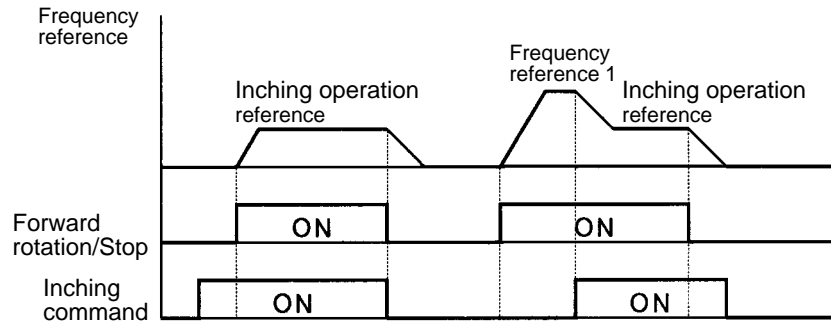 Frequency
reference
Frequency
reference 1
Inching operation
reference
Inching operation
reference
Forward
rotation/Stop
ON
ON
Inching
command
ON
ON